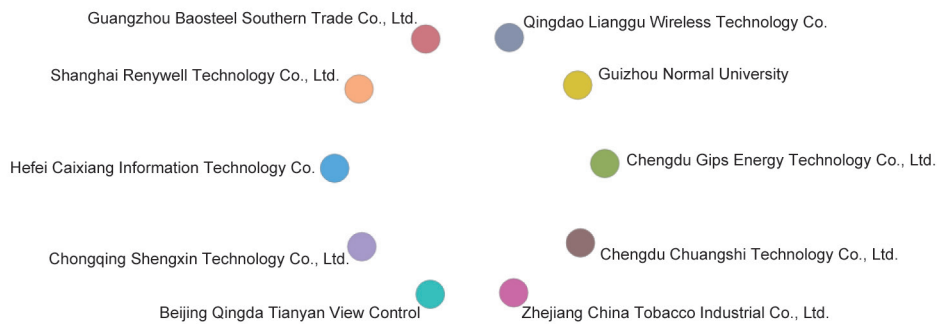 Guangzhou Baosteel Southern Trade Co., Ltd.
Qingdao Lianggu Wireless Technology Co.
Shanghai Renywell Technology Co., Ltd.
Guizhou Normal University
Hefei Caixiang Information Technology Co.
Chengdu Gips Energy Technology Co., Ltd.
Chongqing Shengxin Technology Co., Ltd.
Chengdu Chuangshi Technology Co., Ltd.
Beijing Qingda Tianyan View Control
Zhejiang China Tobacco Industrial Co., Ltd.